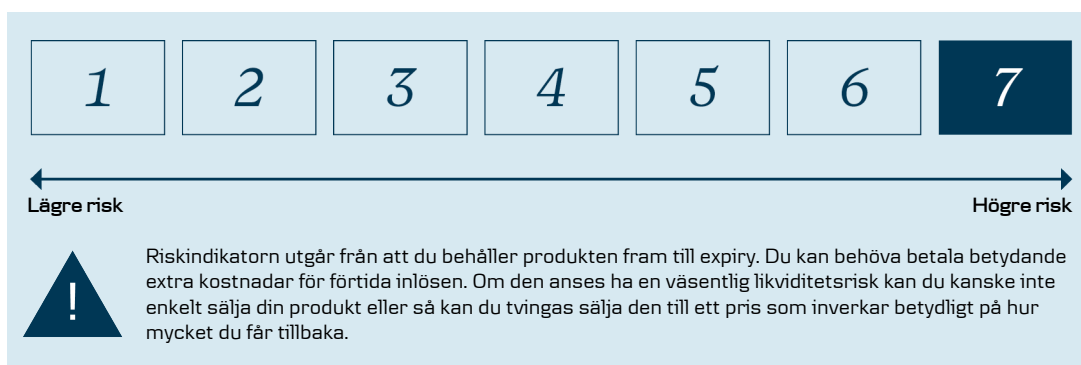 1 2 3 4 5 6 7
Lägre risk Högre risk
!
Riskindikatorn utgår från att du behåller produkten fram till expiry. Du kan behöva betala betydande
extra kostnadar för förtida inlösen. Om den anses ha en väsentlig likviditetsrisk kan du kanske inte
enkelt sälja din produkt eller så kan du tvingas sälja den till ett pris som inverkar betydligt på hur
mycket du får tillbaka.